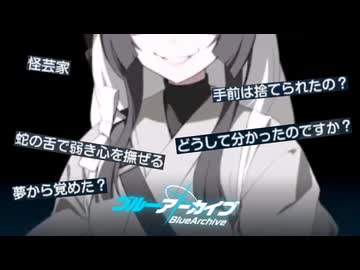 怪芸家
手前は捨てられたの？
蛇の舌で弱き心を撫ぜる
どうして分かったのですか？
夢から覚めた？
ブルーアーカイブ
BlueArchive